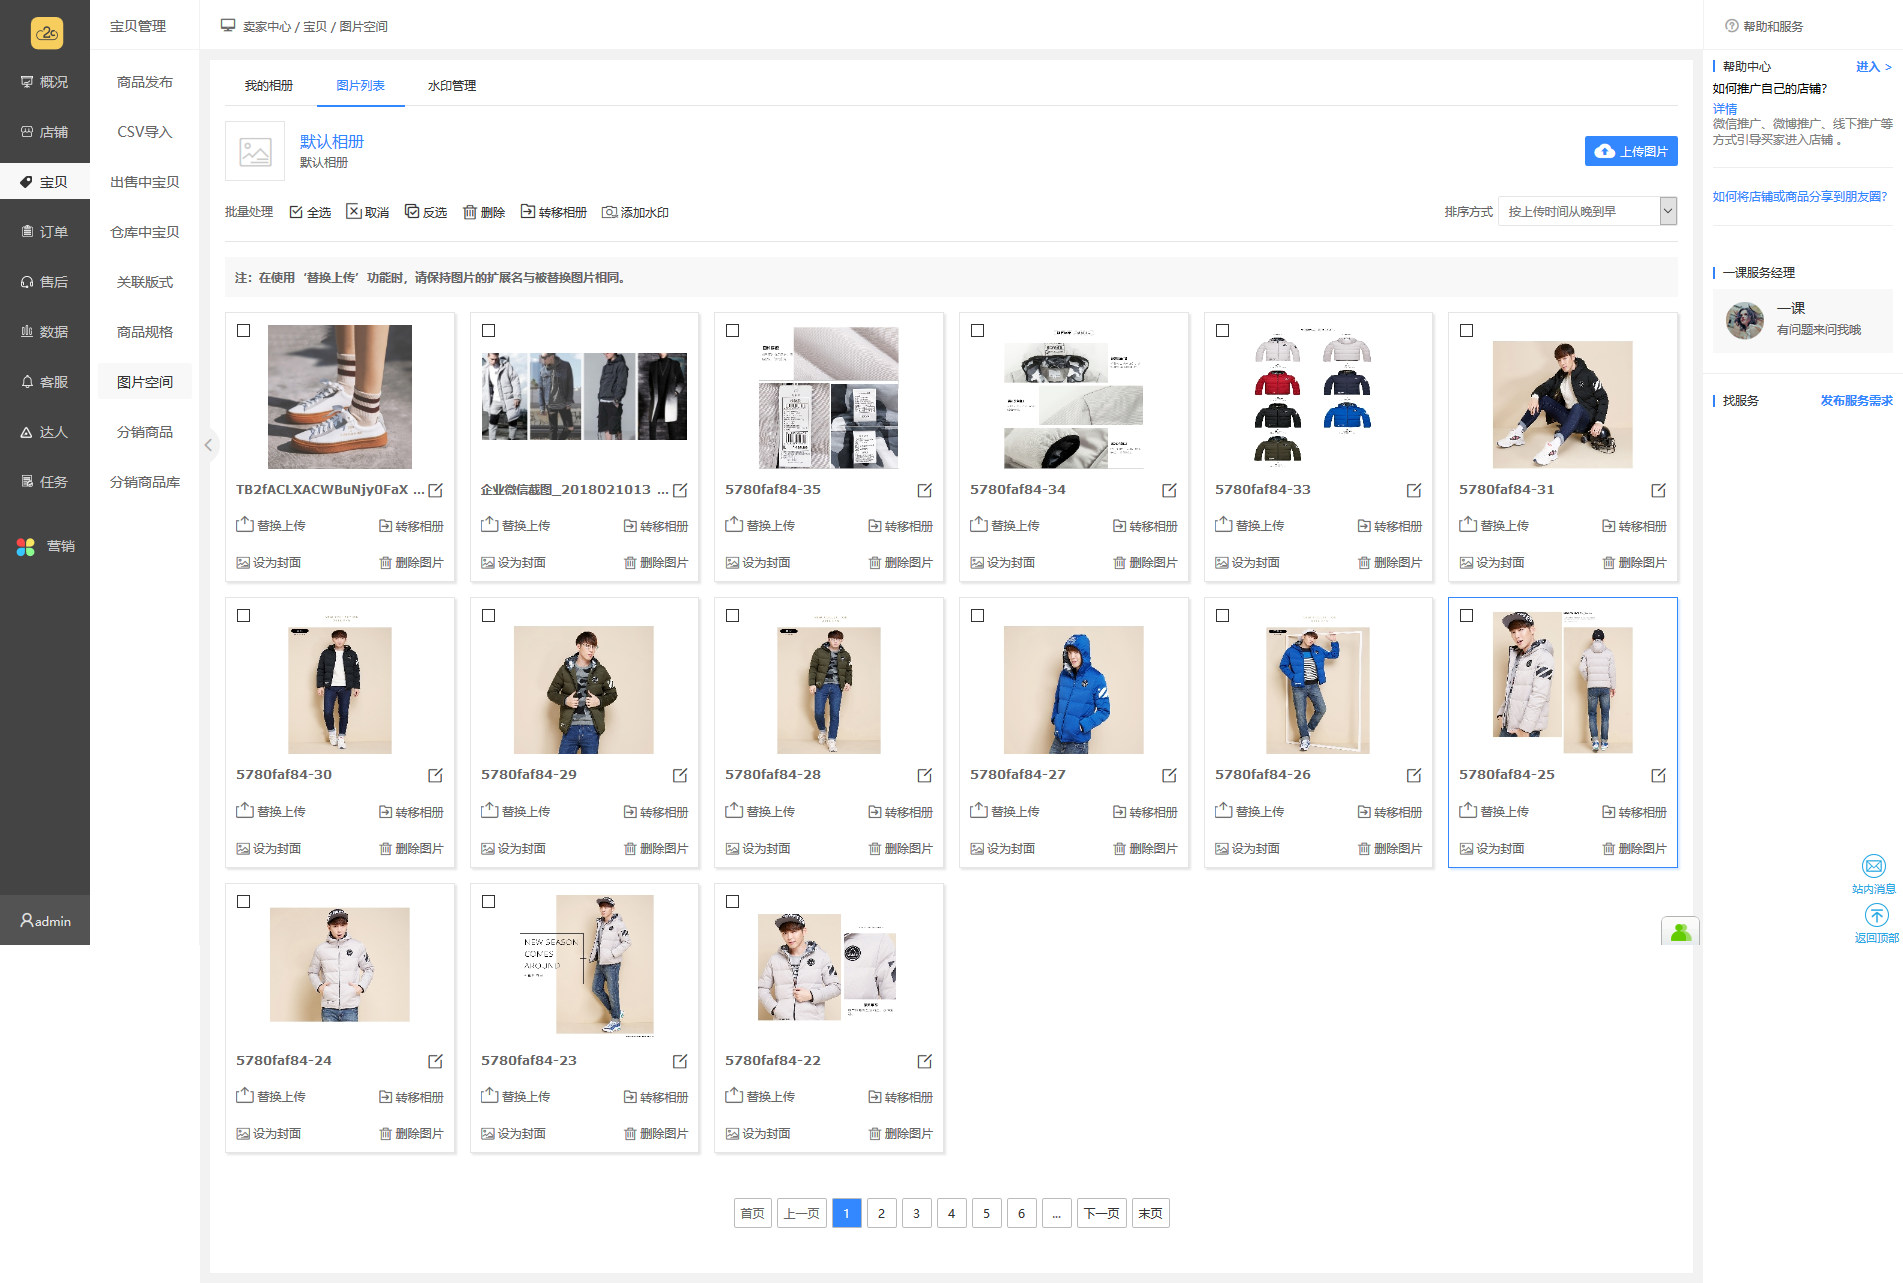 宝贝管理
卖家中心 / 宝贝 / 图片空间
帮助和服务
概况
店铺
宝贝
订单
售后
数据
客服
达人
任务
营销
admin
商品发布
CSV导入
出售中宝贝
仓库中宝贝
关联版式
商品规格
图片空间
分销商品
分销商品库
我的相册 图片列表 水印管理
默认相册
默认相册
上传图片
批量处理 全选 取消 反选 删除 转移相册 添加水印
排序方式 按上传时间从晚到早
注：在使用‘替换上传’功能时，请保持图片的扩展名与被替换图片相同。
TB2fACLXACWBuNjy0FaX ... 企业微信截图_2018021013 ... 5780faf84-35 5780faf84-34 5780faf84-33 5780faf84-31
替换上传 转移相册 替换上传 转移相册 替换上传 转移相册 替换上传 转移相册 替换上传 转移相册 替换上传 转移相册
设为封面 删除图片 设为封面 删除图片 设为封面 删除图片 设为封面 删除图片 设为封面 删除图片 设为封面 删除图片
5780faf84-30 5780faf84-29 5780faf84-28 5780faf84-27 5780faf84-26 5780faf84-25
替换上传 转移相册 替换上传 转移相册 替换上传 转移相册 替换上传 转移相册 替换上传 转移相册 替换上传 转移相册
设为封面 删除图片 设为封面 删除图片 设为封面 删除图片 设为封面 删除图片 设为封面 删除图片 设为封面 删除图片
NEW SEASON
COMES
AROUND
5780faf84-24 5780faf84-23 5780faf84-22
替换上传 转移相册 替换上传 转移相册 替换上传 转移相册
设为封面 删除图片 设为封面 删除图片 设为封面 删除图片
首页 上一页 1 2 3 4 5 6 ... 下一页 末页
帮助中心 进入 >
如何推广自己的店铺?
详情
微信推广、微博推广、线下推广等
方式引导买家进入店铺 。
如何将店铺或商品分享到朋友圈?
一课服务经理
一课
有问题来问我哦
找服务 发布服务需求
站内消息
返回顶部